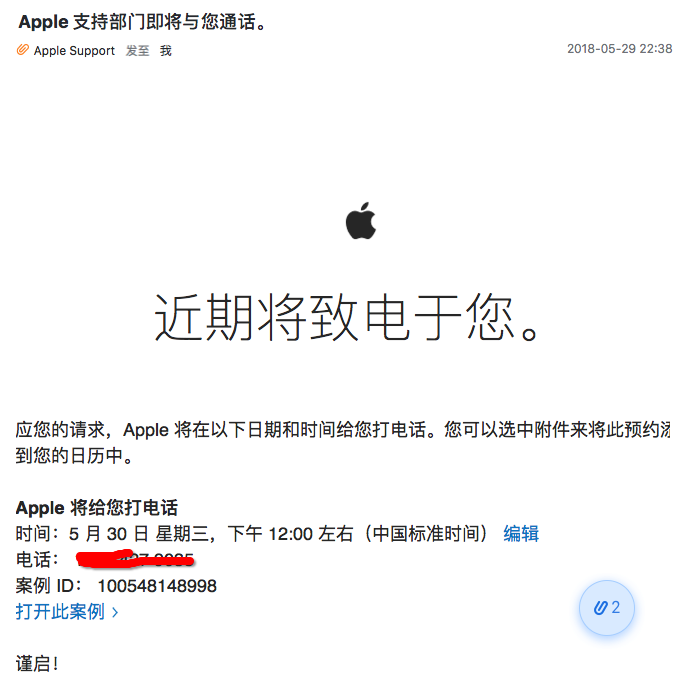 Apple 支持部门即将与您通话。
Apple Support 发至 我 2018-05-29 22:38
近期将致电于您。
应您的请求，Apple 将在以下日期和时间给您打电话。您可以选中附件来将此预约添
到您的日历中。
Apple 将给您打电话
时间：5 月 30 日 星期三，下午 12:00 左右（中国标准时间） 编辑
电话：
案例 ID： 100548148998
打开此案例 ›
2
谨启！